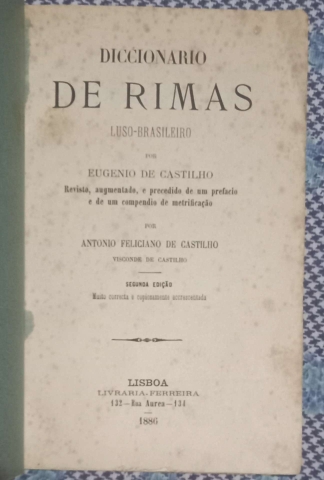 DICCIONARIO
DE RIMAS
LUSO-BRASILEIRO
POR
EUGENIO DE CASTILHO
Revista, augmentado, e precedido de um prefacio
e de um compendio de metrificação
POR
ANTONIO FELICIANO DE CASTILHO
VISCONDE DE CASTILHO
SEGUNDA EDIÇÃO
Muito correcta e copiosamente accrescentada
LISBOA
LIVRARIA-FERREIRA
132—Rua Aurea—134
1886